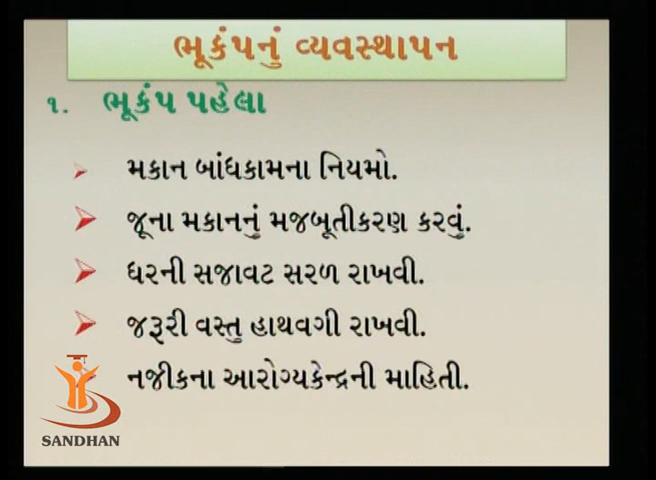 ભૂકંપનું વ્યવસ્થાપન
૧. ભૂકંપ પહેલા
મકાન બાંધકામના નિયમો.
જૂના મકાનનું મજબૂતીકરણ કરવું.
ઘરની સજાવટ સરળ રાખવી.
જરૂરી વસ્તુ હાથવગી રાખવી.
નજીકના આરોગ્યકેન્દ્રની માહિતી.
SANDHAN